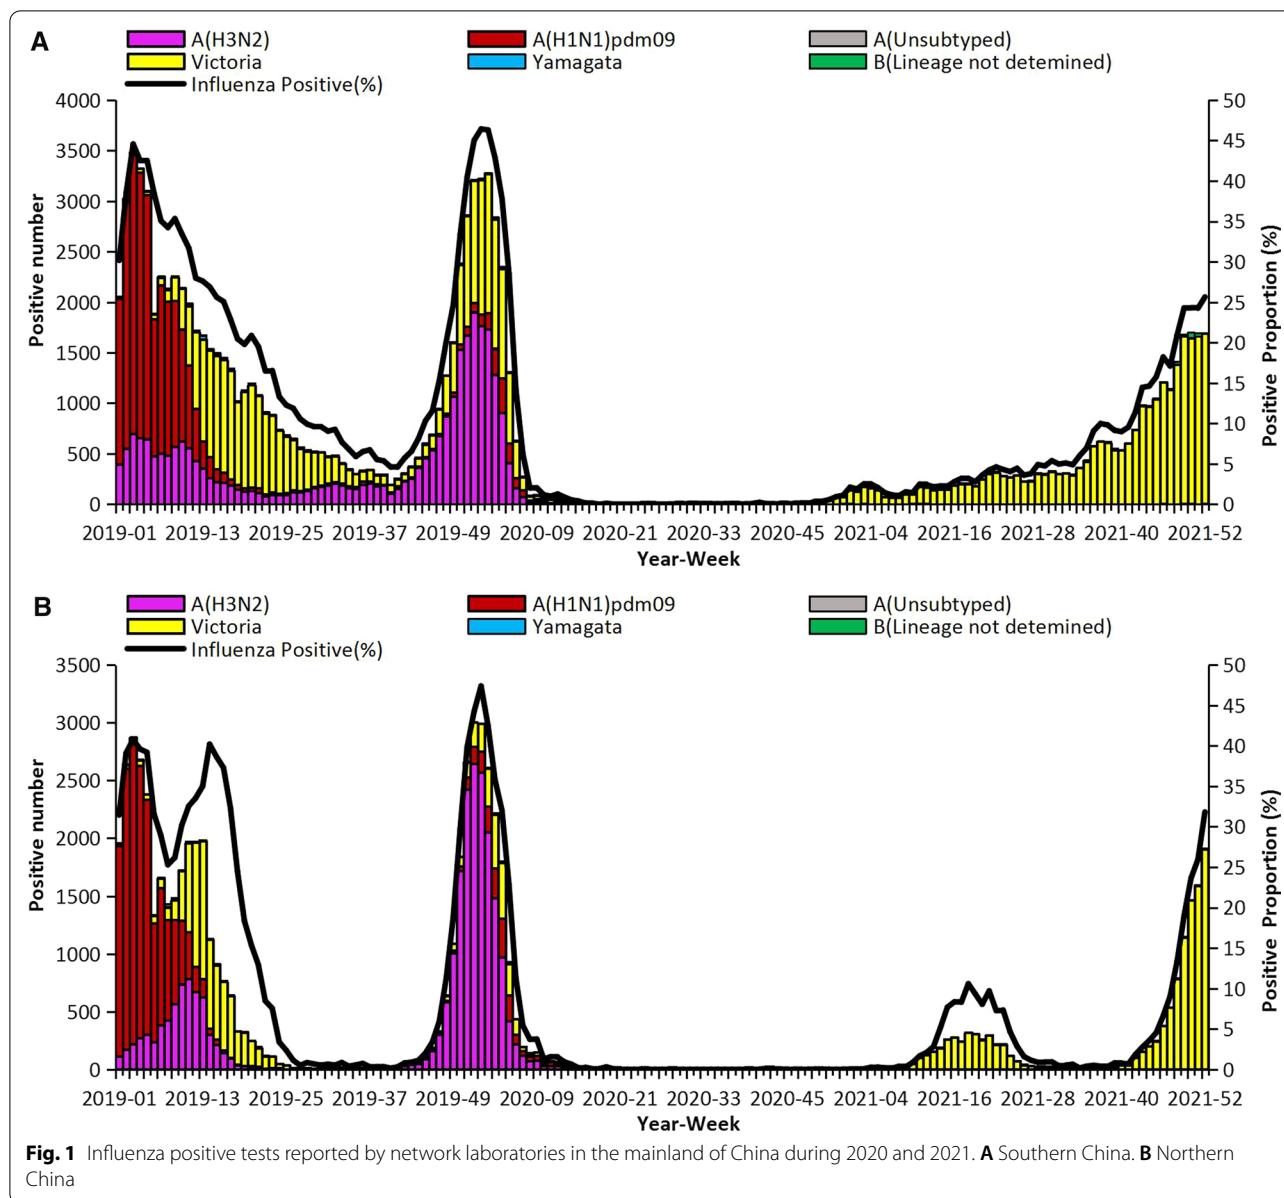 A
A(H3N2) A(H1N1)pdm09 A(Unsubtyped)
Victoria Yamagata B(Lineage not detemined)
Influenza Positive(%)
4000 50
3500 45
3000 40
2500 35
2000 30
1500 25
1000 20
500 15
0 10
5
0
Positive number
Positive Proportion (%)
2019-01 2019-13 2019-25 2019-37 2019-49 2020-09 2020-21 2020-33 2020-45 2021-04 2021-16 2021-28 2021-40 2021-52
Year-Week
B
A(H3N2) A(H1N1)pdm09 A(Unsubtyped)
Victoria Yamagata B(Lineage not detemined)
Influenza Positive(%)
3500 50
3000 45
2500 40
2000 35
1500 30
1000 25
500 20
0 15
10
5
0
Positive number
Positive Proportion (%)
2019-01 2019-13 2019-25 2019-37 2019-49 2020-09 2020-21 2020-33 2020-45 2021-04 2021-16 2021-28 2021-40 2021-52
Year-Week
Fig. 1 Influenza positive tests reported by network laboratories in the mainland of China during 2020 and 2021. A Southern China. B Northern
China